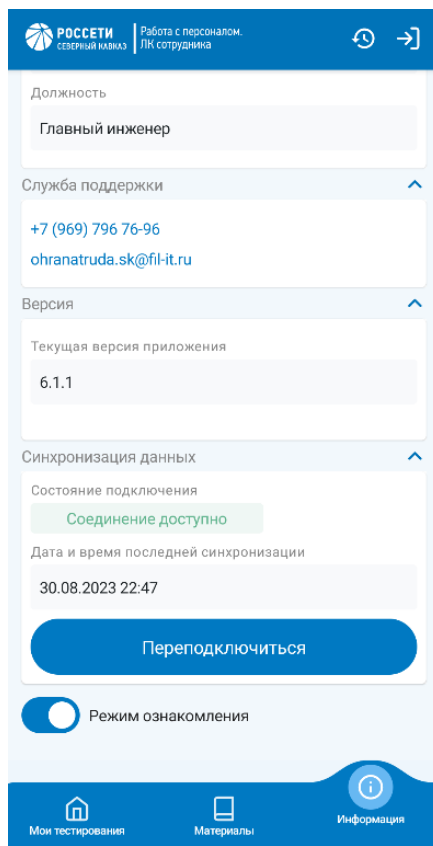 РОССЕТИ
СЕВЕРНЫЙ КАВКАЗ
Работа с персоналом.
ЛК сотрудника
Должность
Главный инженер
Служба поддержки
+7 (969) 796 76-96
ohranatruda.sk@fil-it.ru
Версия
Текущая версия приложения
6.1.1
Синхронизация данных
Состояние подключения
Соединение доступно
Дата и время последней синхронизации
30.08.2023 22:47
Переподключиться
Режим ознакомления
Мои тестирования
Материалы
Информация